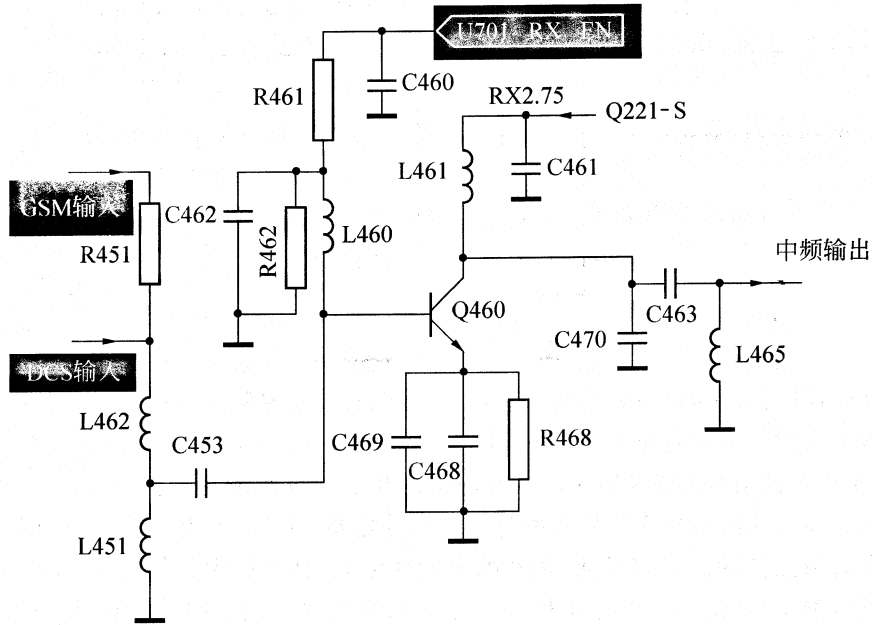 U701 RX EN
C460
R461
RX2.75
Q221-S
L461
C461
GSM输入
C462
R451
R462
L460
中频输出
Q460
C463
C470
L465
DCS输入
L462
C453
C469
C468
R468
L451